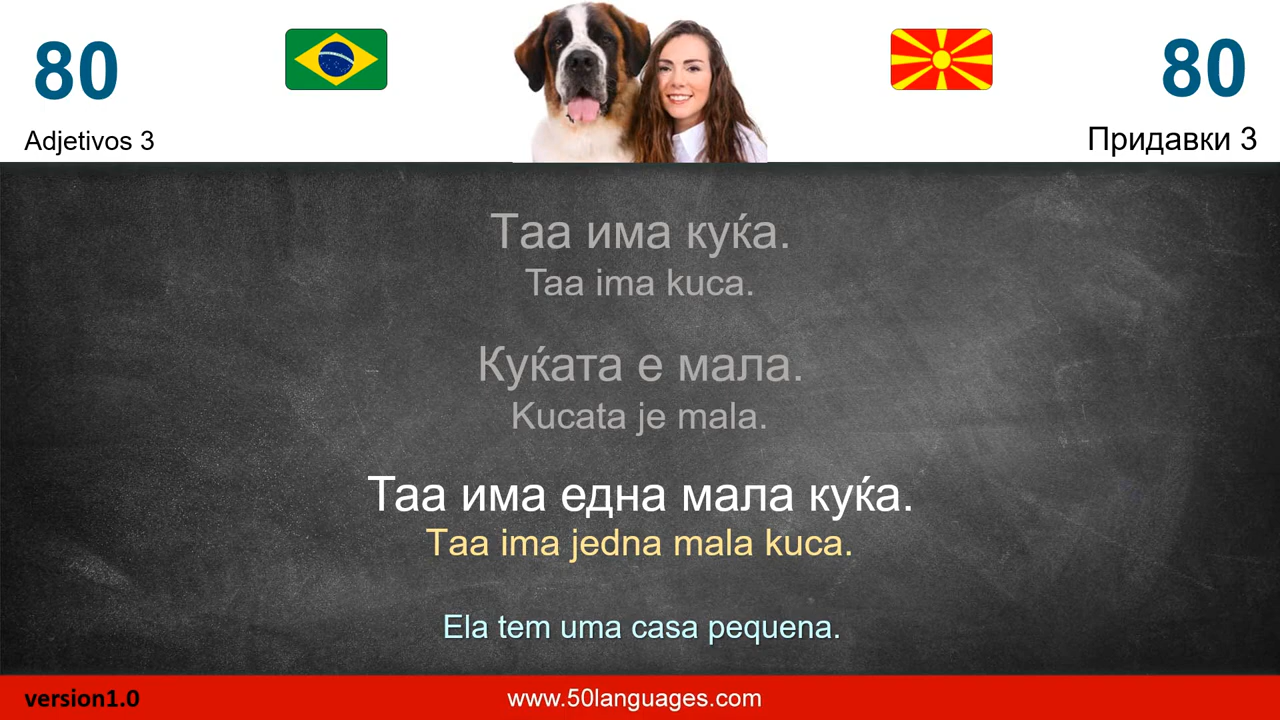 80
80
Adjetivos 3
Придавки 3
Таа има куќа.
Taa ima kuca.
Куќата е мала.
Kucata je mala.
Таа има една мала куќа.
Taa ima jedna mala kuca.
Ela tem uma casa pequena.
version1.0
www.50languages.com